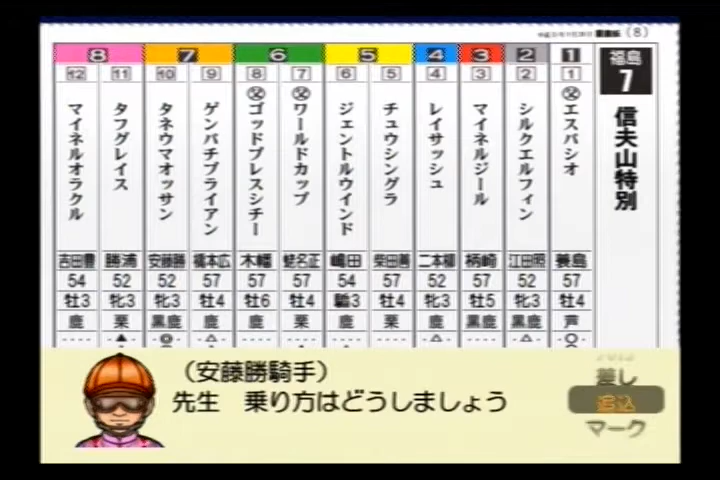 (8)
福島
7
信夫山特別
8 7 6 5 4 3 2 1
12 11 10 9 8 7 6 5 4 3 2 1
エスパシオ
シルクエルフィン
マイネルジール
レイサッシュ
チュウシングラ
ジェントルウインド
ワールドカップ
ゴッドブレスシチー
ゲンパチブライアン
タネウマオッサン
タフグレイス
マイネルオラクル
吉田豊 勝浦 安藤勝 橋本広 木幡 蛯名正 嶋田 柴田善 二本柳 柄崎 江田照 蓑島
54 52 52 57 57 57 54 57 52 57 52 57
牡3 牝3 牝3 牡4 牡6 牡4 騸3 牡4 牝3 牡5 牝3 牡4
鹿 栗 黒鹿 鹿 鹿 栗 鹿 栗 鹿 黒鹿 黒鹿 芦
(安藤勝騎手)
先生 乗り方はどうしましょう
差し
追込
マーク